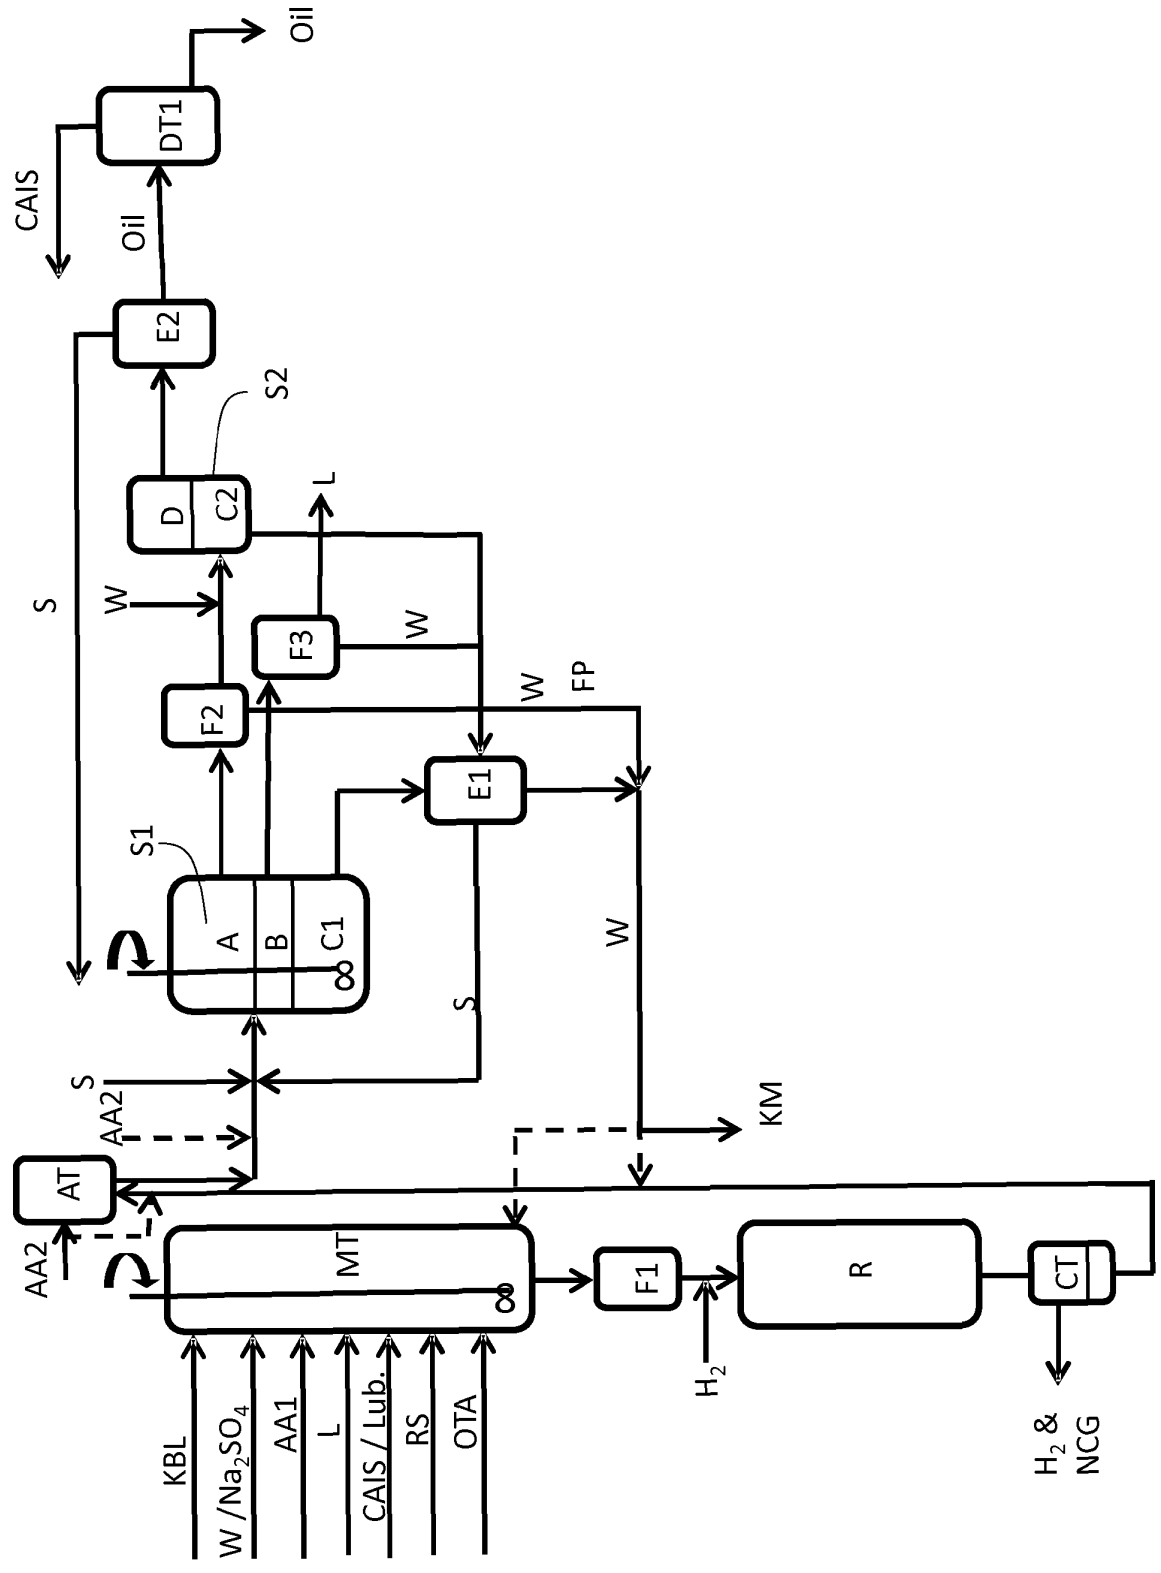 KBL
W /Na₂SO₄
AA1
L
CAIS / Lub.
RS
OTA
MT
AA2
AT
AA2
S
F1
H₂
R
CT
H₂ &
NCG
KM
S1
A
B
C1
S
E1
W
F2
F3
W
W
FP
L
W
S
D
C2
S2
E2
Oil
CAIS
DT1
Oil